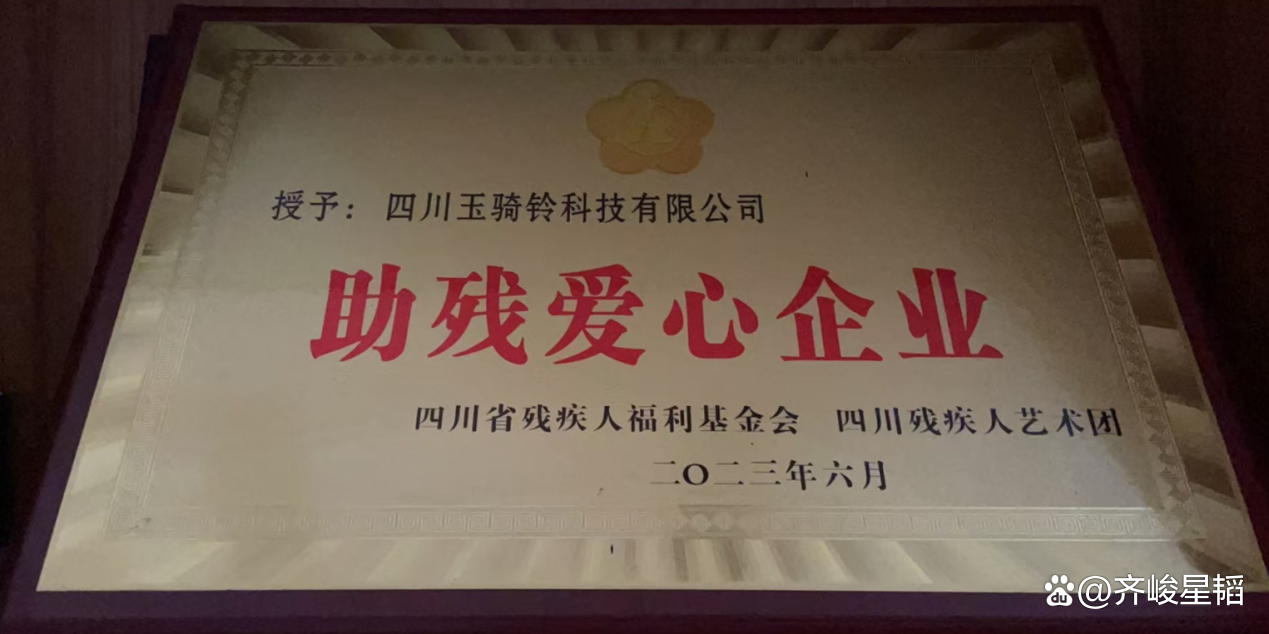 授予：四川玉骑铃科技有限公司
助残爱心企业
四川省残疾人福利基金会 四川残疾人艺术团
二〇二三年六月
du @齐峻星韬